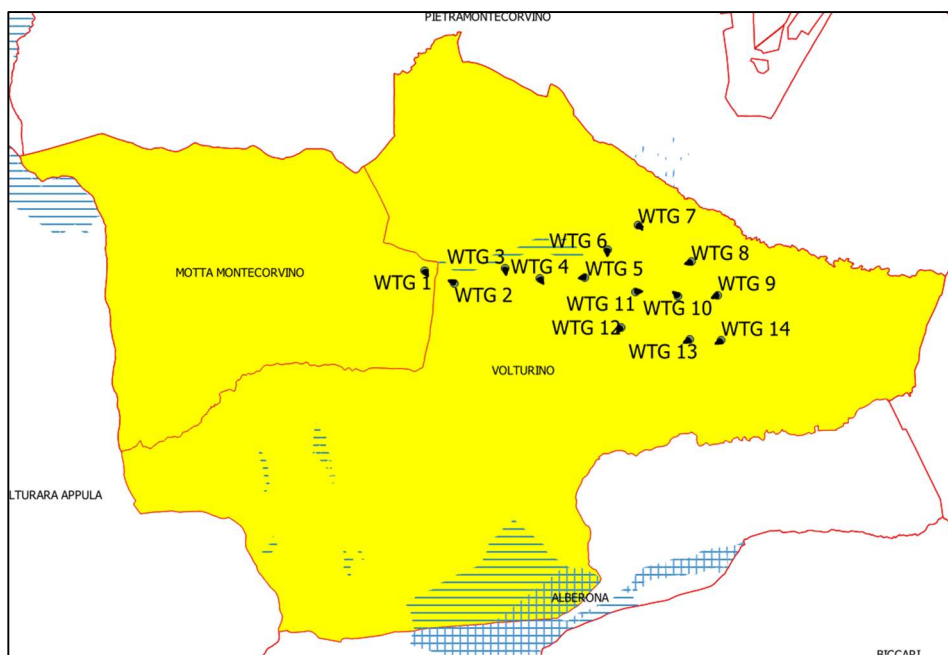 PIETRAMONTECORVINO
WTG 7
WTG 6
WTG 3
WTG 8
MOTTA MONTECORVINO
WTG 1
WTG 4
WTG 5
WTG 2
WTG 9
WTG 11
WTG 10
WTG 12
WTG 14
WTG 13
VOLTURINO
LTURARA APPULA
ALBERONA
BICCARI